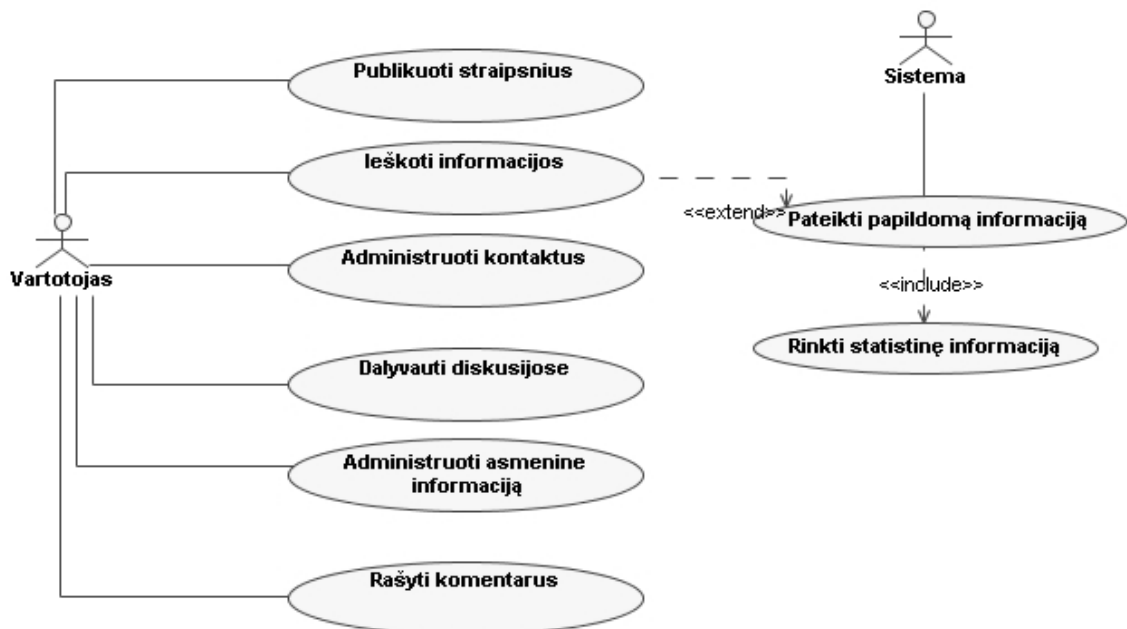 Publikuoti straipsnius
Sistema
Ieškoti informacijos
<<extend>>
Pateikti papildomą informaciją
Vartotojas
Administruoti kontaktus
<<include>>
Rinkti statistinę informaciją
Dalyvauti diskusijose
Administruoti asmenine
informaciją
Rašyti komentarus